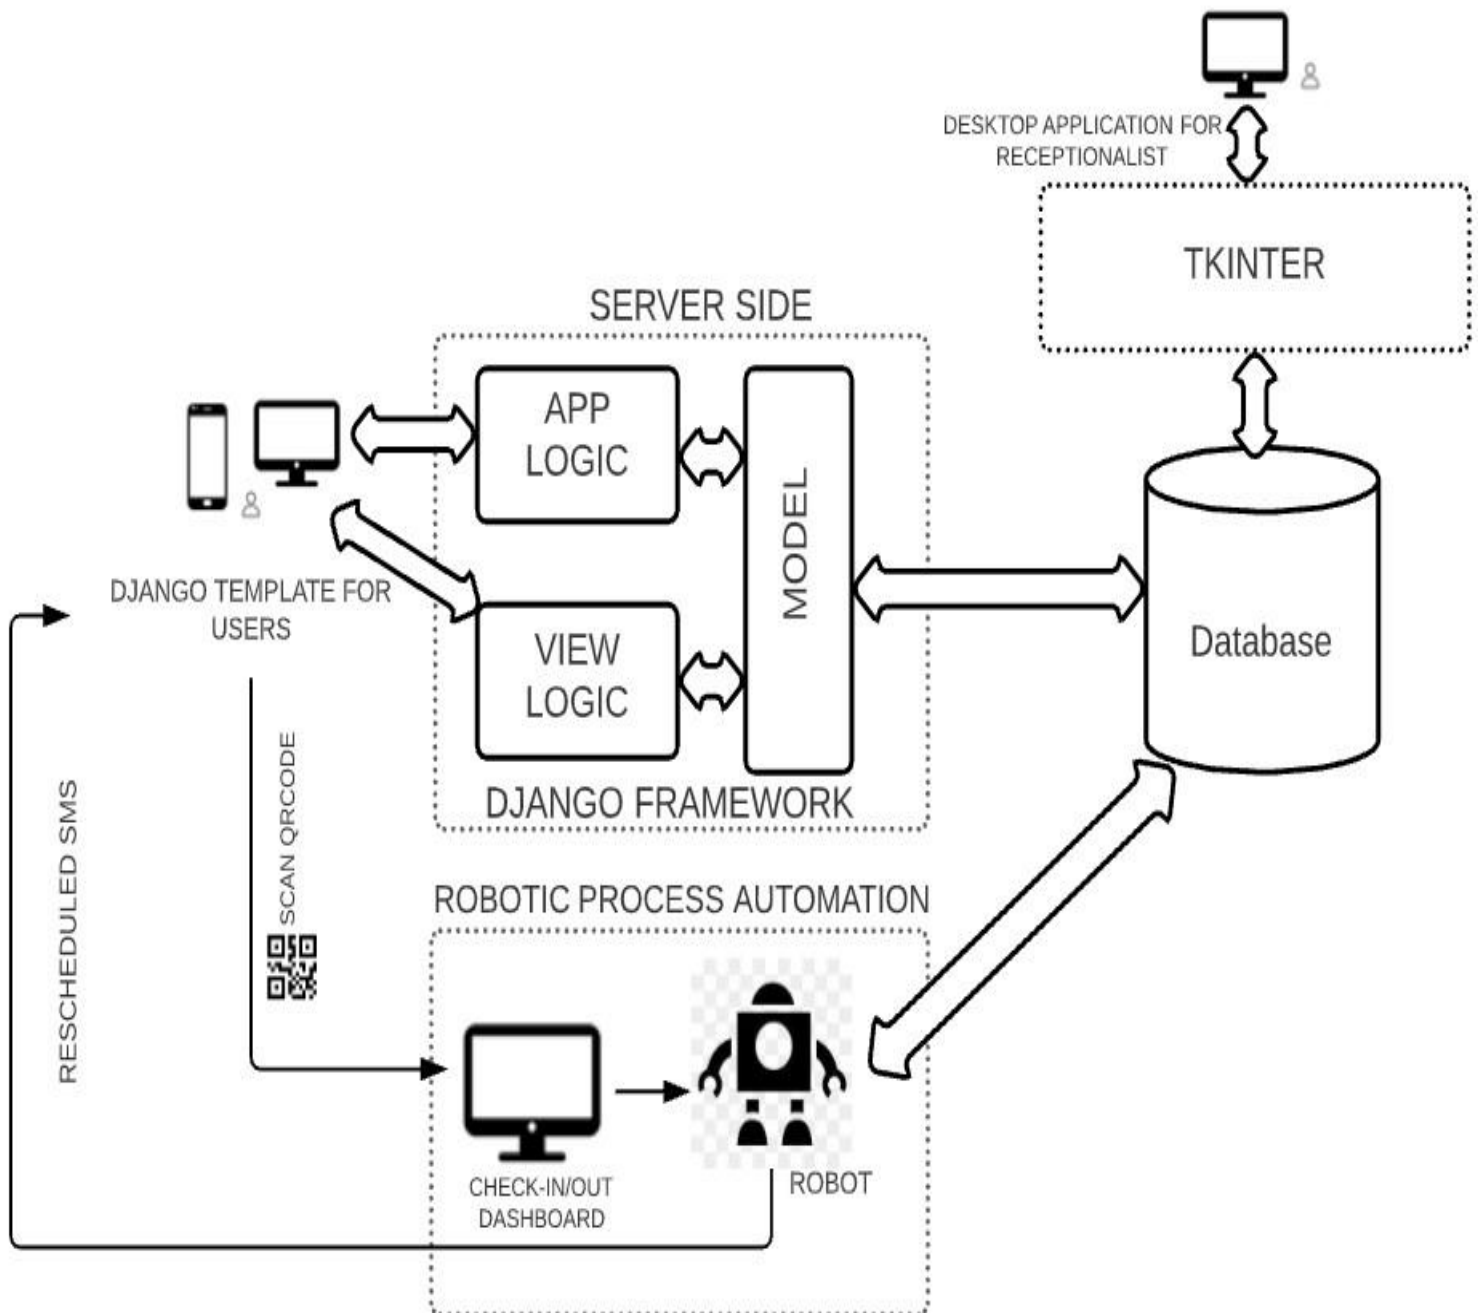 DESKTOP APPLICATION FOR
RECEPTIONALIST
TKINTER
SERVER SIDE
APP
LOGIC
MODEL
DJANGO TEMPLATE FOR
USERS
VIEW
LOGIC
Database
DJANGO FRAMEWORK
SCAN QRCODE
RESCHEDULED SMS
ROBOTIC PROCESS AUTOMATION
CHECK-IN/OUT
DASHBOARD
ROBOT